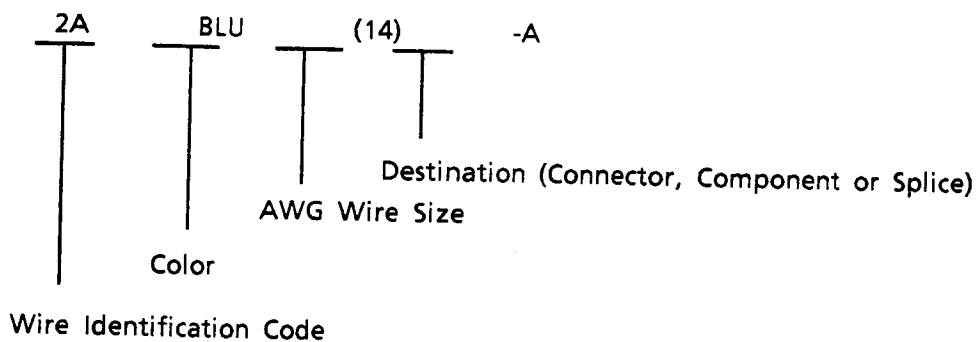 2A BLU (14) -A
Destination (Connector, Component or Splice)
AWG Wire Size
Color
Wire Identification Code